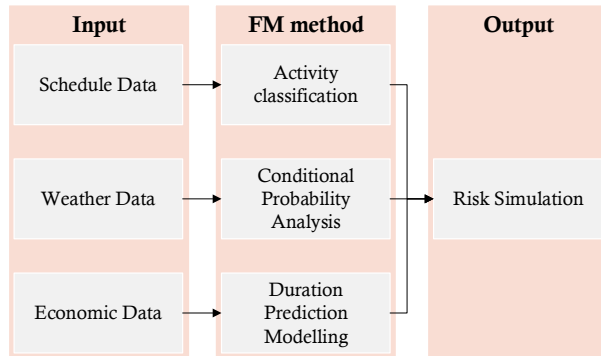 Input
FM method
Output
Schedule Data
Activity
classification
Weather Data
Conditional
Probability
Analysis
Risk Simulation
Economic Data
Duration
Prediction
Modelling